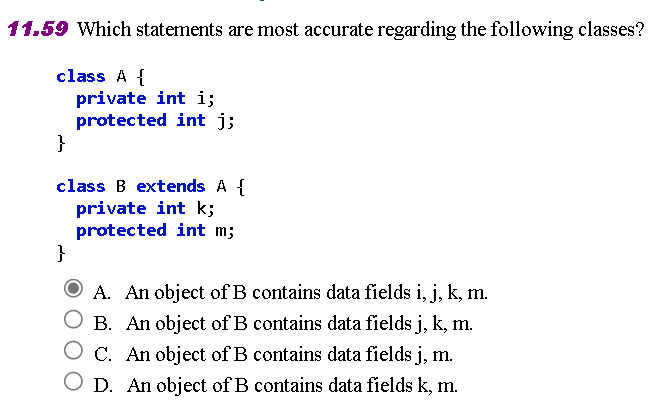 11.59 Which statements are most accurate regarding the following classes?
class A {
private int i;
protected int j;
}
class B extends A {
private int k;
protected int m;
}
A. An object of B contains data fields i, j, k, m.
B. An object of B contains data fields j, k, m.
C. An object of B contains data fields j, m.
D. An object of B contains data fields k, m.